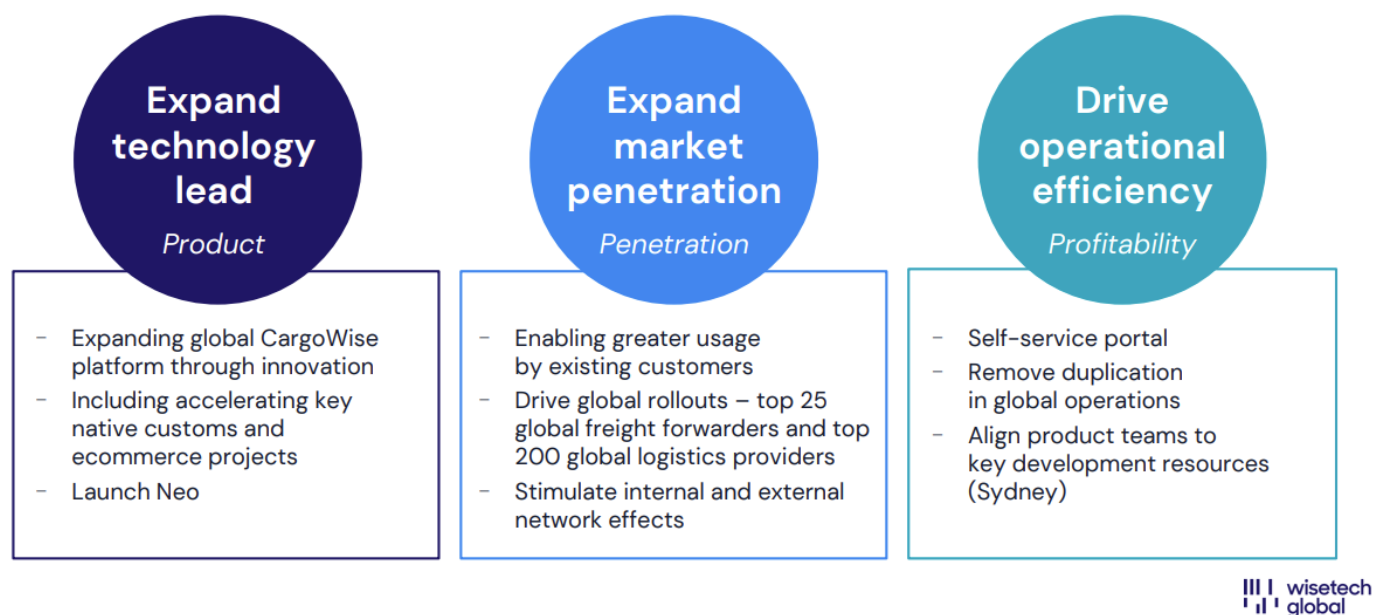 Expand
technology
lead
Product
- Expanding global CargoWise
platform through innovation
- Including accelerating key
native customs and
ecommerce projects
- Launch Neo
Expand
market
penetration
Penetration
- Enabling greater usage
by existing customers
- Drive global rollouts – top 25
global freight forwarders and top
200 global logistics providers
- Stimulate internal and external
network effects
Drive
operational
efficiency
Profitability
- Self-service portal
- Remove duplication
in global operations
- Align product teams to
key development resources
(Sydney)
wisetech
global